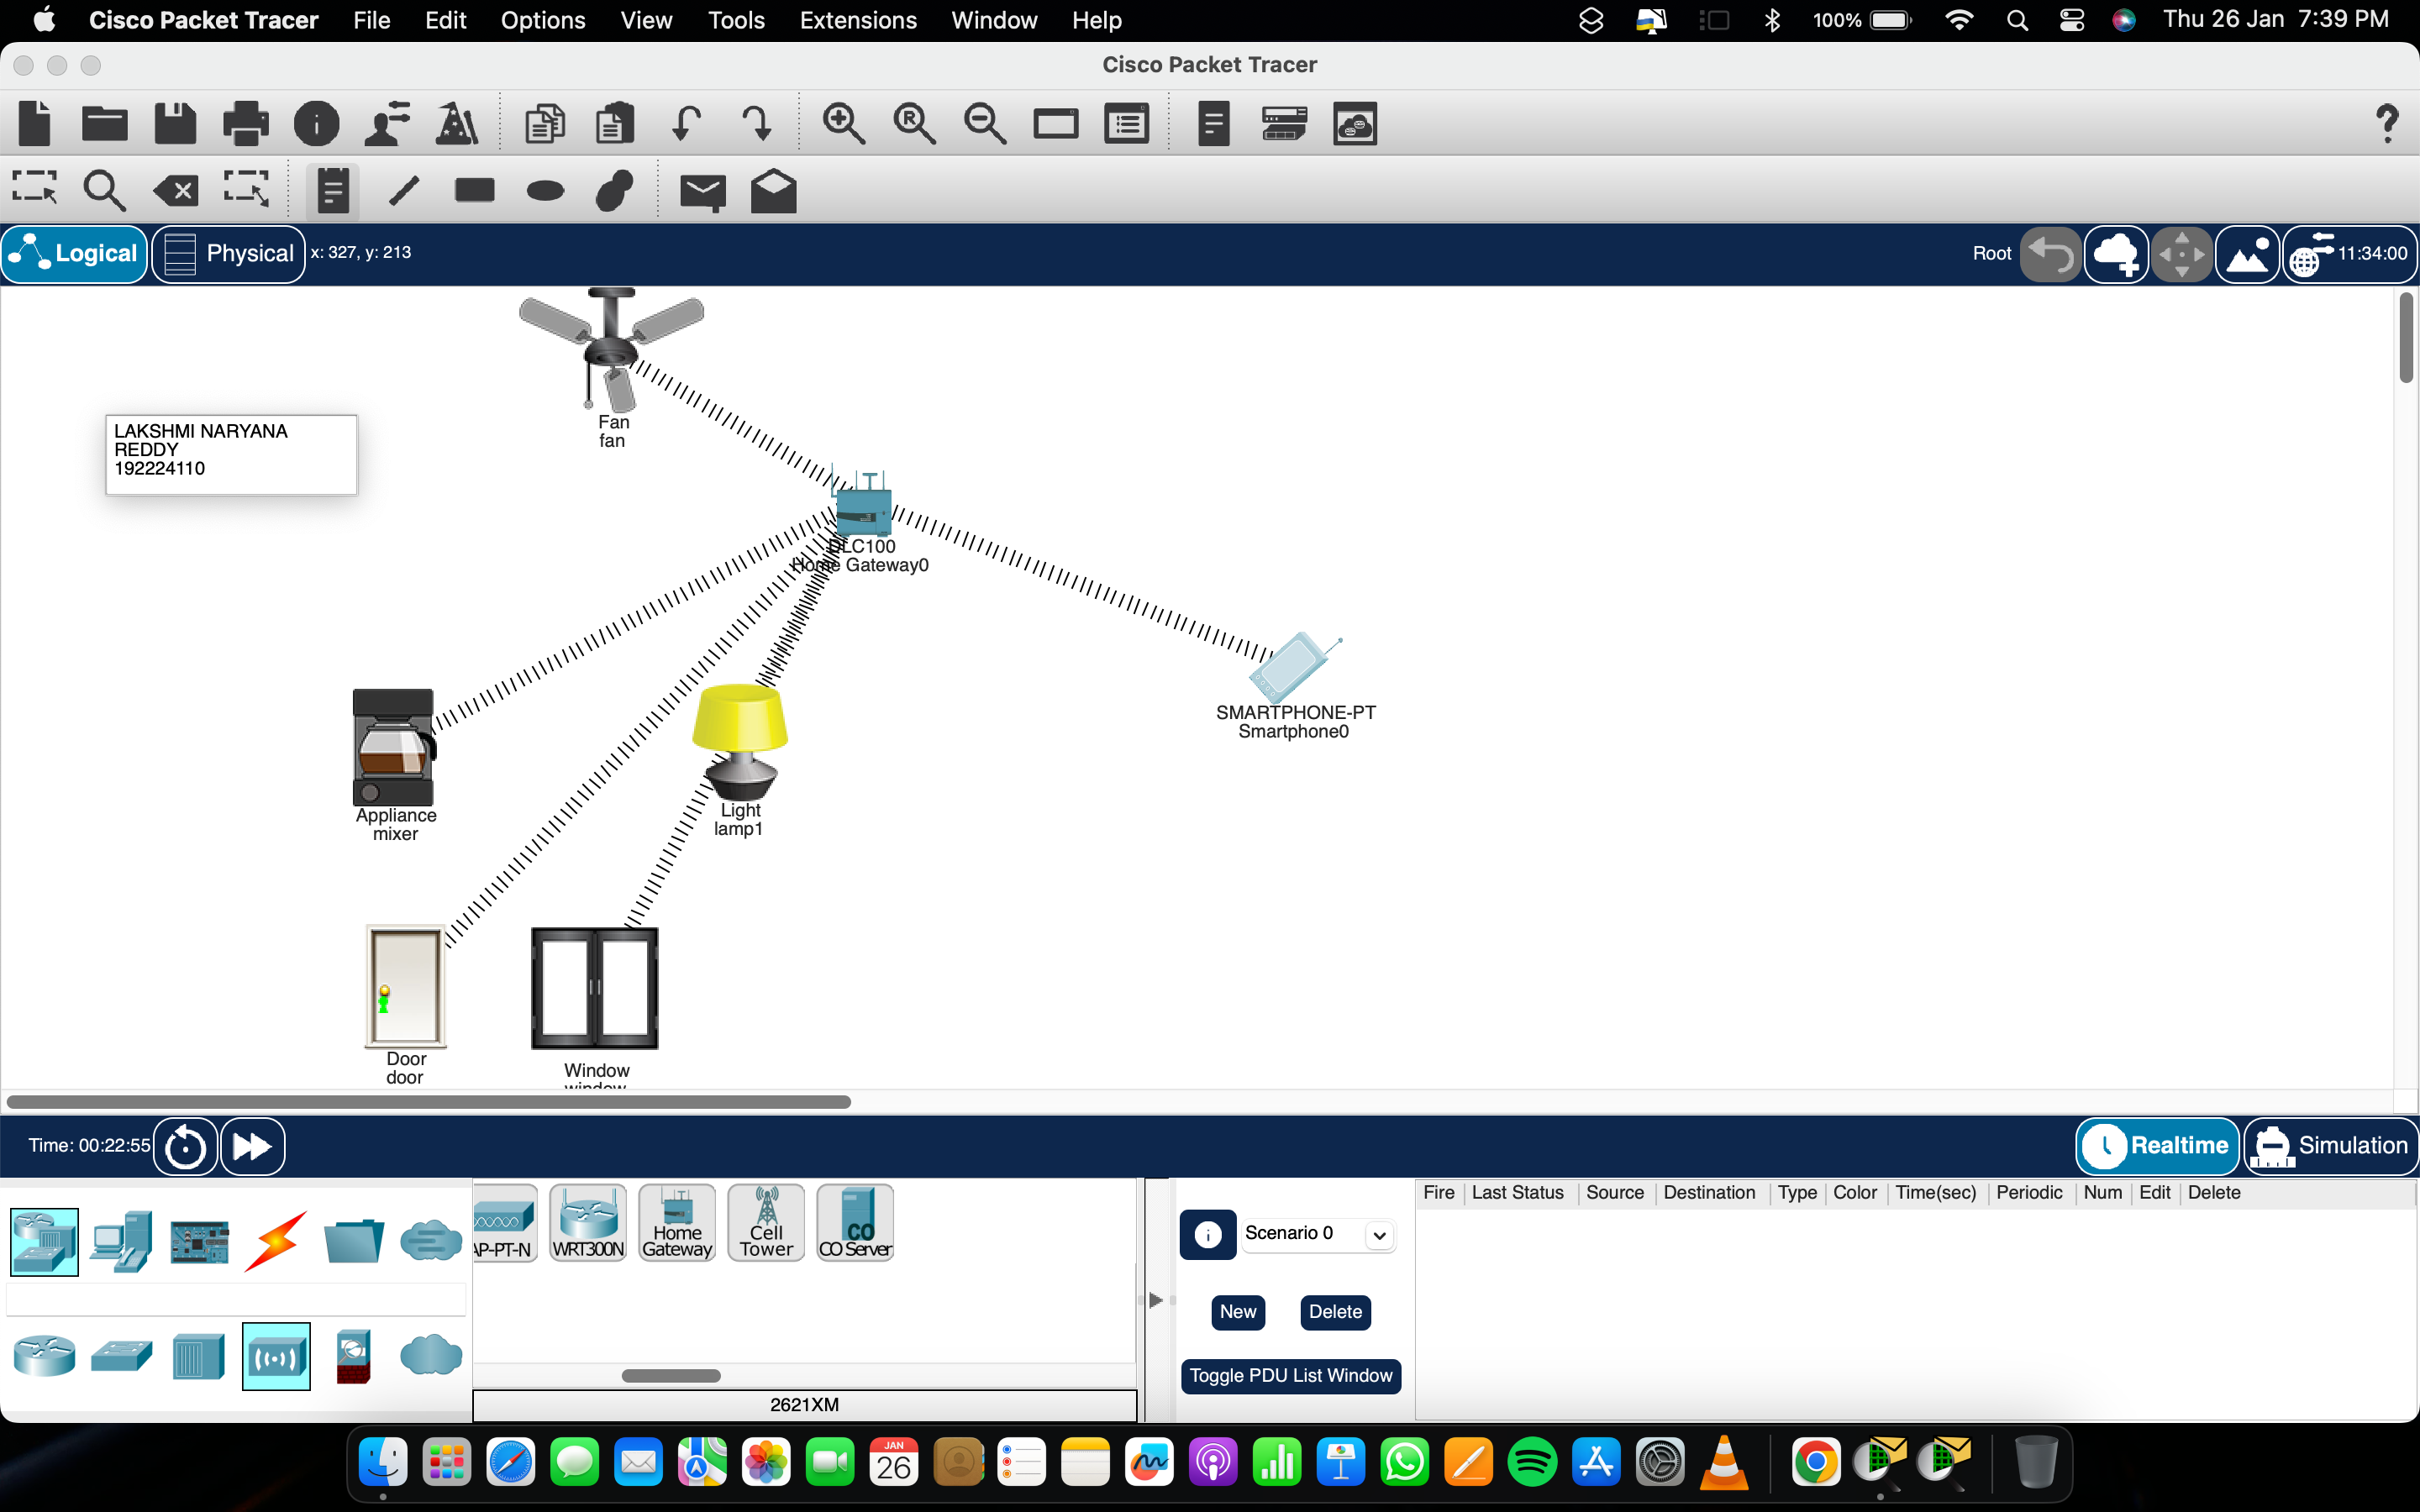 Cisco Packet Tracer File Edit Options View Tools Extensions Window Help 100% Thu 26 Jan 7:39 PM
Cisco Packet Tracer
Logical Physical x: 327, y: 213 Root 11:34:00
Fan
fan
LAKSHMI NARYANA
REDDY
192224110
DLC100
Home Gateway0
SMARTPHONE-PT
Smartphone0
Appliance
mixer
Light
lamp1
Door
door
Window
window
Time: 00:22:55 Realtime Simulation
AP-PT-N WRT300N Home Gateway Cell Tower CO Server
2621XM
Scenario 0
New Delete
Toggle PDU List Window
Fire Last Status Source Destination Type Color Time(sec) Periodic Num Edit Delete
JAN
26